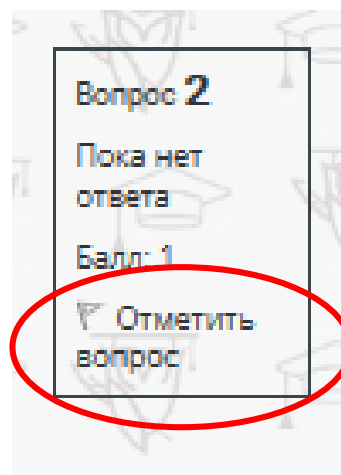 Вопрос 2
Пока нет
ответа
Балл: 1
Отметить
вопрос